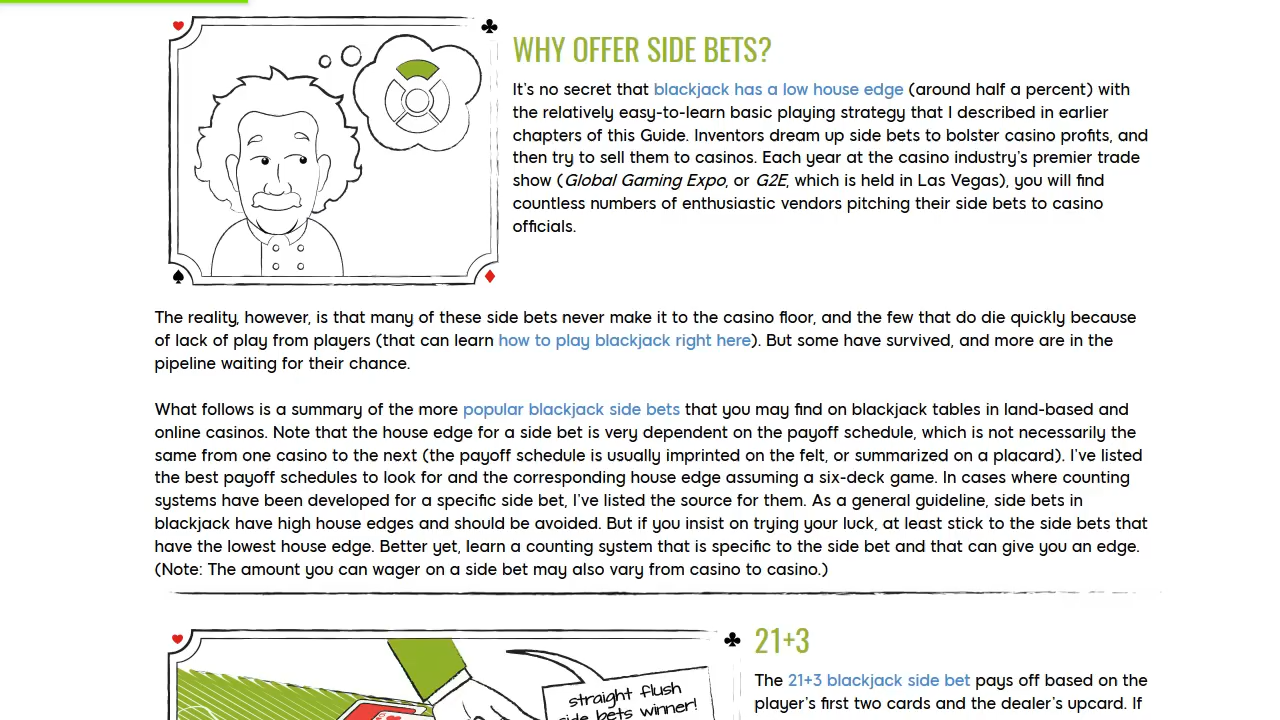 WHY OFFER SIDE BETS?
It's no secret that blackjack has a low house edge (around half a percent) with
the relatively easy-to-learn basic playing strategy that I described in earlier
chapters of this Guide. Inventors dream up side bets to bolster casino profits, and
then try to sell them to casinos. Each year at the casino industry's premier trade
show (Global Gaming Expo, or G2E, which is held in Las Vegas), you will find
countless numbers of enthusiastic vendors pitching their side bets to casino
officials.
The reality, however, is that many of these side bets never make it to the casino floor, and the few that do die quickly because
of lack of play from players (that can learn how to play blackjack right here). But some have survived, and more are in the
pipeline waiting for their chance.
What follows is a summary of the more popular blackjack side bets that you may find on blackjack tables in land-based and
online casinos. Note that the house edge for a side bet is very dependent on the payoff schedule, which is not necessarily the
same from one casino to the next (the payoff schedule is usually imprinted on the felt, or summarized on a placard). I've listed
the best payoff schedules to look for and the corresponding house edge assuming a six-deck game. In cases where counting
systems have been developed for a specific side bet, I've listed the source for them. As a general guideline, side bets in
blackjack have high house edges and should be avoided. But if you insist on trying your luck, at least stick to the side bets that
have the lowest house edge. Better yet, learn a counting system that is specific to the side bet and that can give you an edge.
(Note: The amount you can wager on a side bet may also vary from casino to casino.)
straight flush
side bets winner!
21+3
The 21+3 blackjack side bet pays off based on the
player's first two cards and the dealer's upcard. If